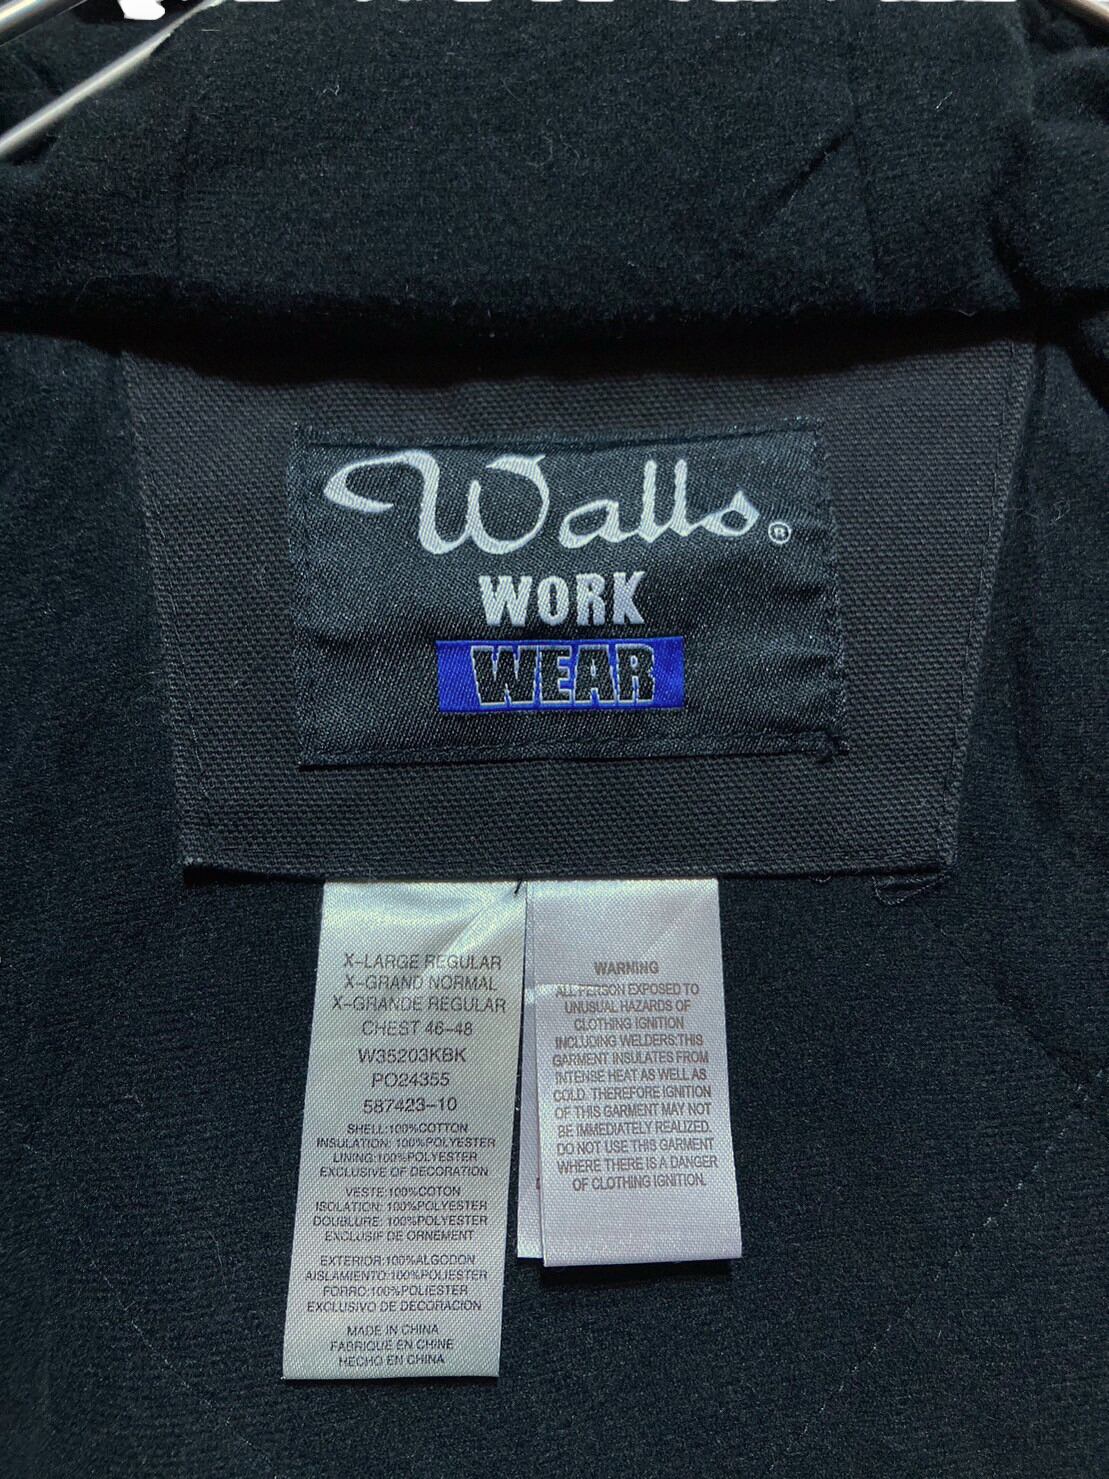 Walls®
WORK
WEAR
X-LARGE REGULAR
X-GRAND NORMAL
X-GRANDE REGULAR
CHEST 46-48
W35203KBK
PO24355
587423-10
SHELL:100%COTTON
INSULATION: 100%POLYESTER
LINING:100%POLYESTER
EXCLUSIVE OF DECORATION
VESTE:100%COTON
ISOLATION: 100%POLYESTER
DOUBLURE: 100%POLYESTER
EXCLUSIF DE ORNEMENT
EXTERIOR:100%ALGODON
AISLAMIENTO:100%POLIESTER
FORRO:100%POLIESTER
EXCLUSIVO DE DECORACION
MADE IN CHINA
FABRIQUE EN CHINE
HECHO EN CHINA
WARNING
ALL PERSON EXPOSED TO
UNUSUAL HAZARDS OF
CLOTHING IGNITION
INCLUDING WELDERS:THIS
GARMENT INSULATES FROM
INTENSE HEAT AS WELL AS
COLD. THEREFORE IGNITION
OF THIS GARMENT MAY NOT
BE IMMEDIATELY REALIZED.
DO NOT USE THIS GARMENT
WHERE THERE IS A DANGER
OF CLOTHING IGNITION.